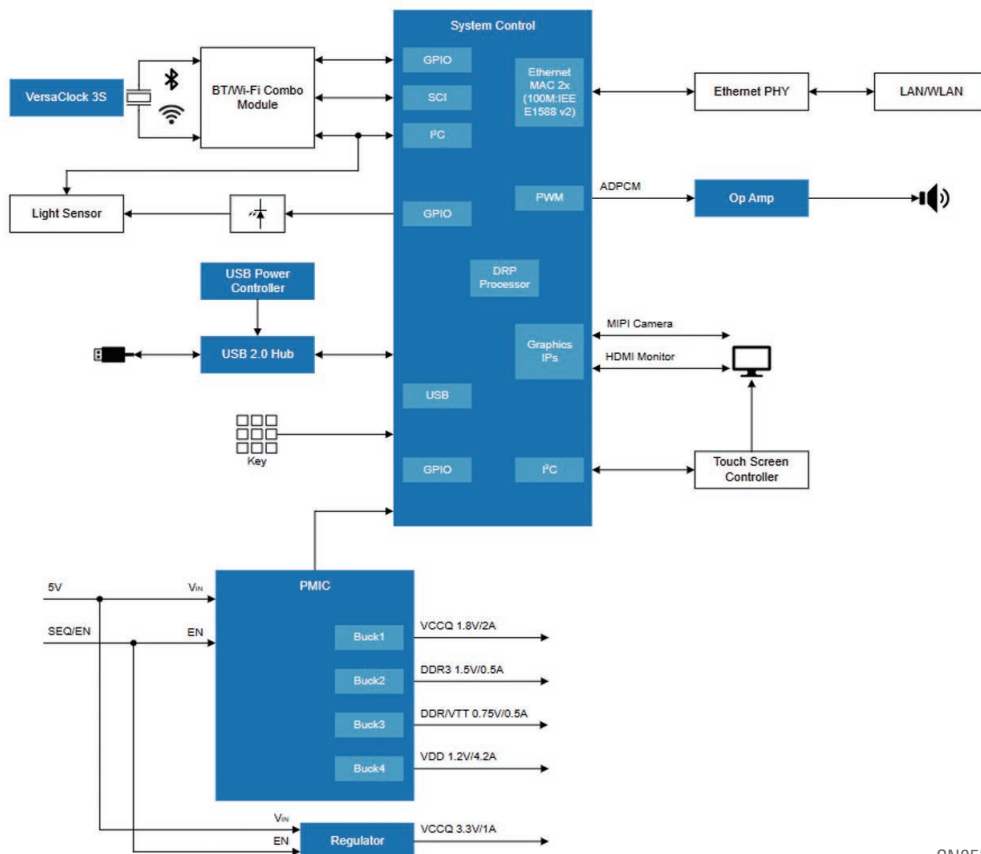 System Control
VersaClock 3S
BT/Wi-Fi Combo
Module
GPIO
SCI
I²C
Ethernet
MAC 2x
(100M:IEE
E1588 v2)
Ethernet PHY
LAN/WLAN
Light Sensor
GPIO
PWM
ADPCM
Op Amp
USB Power
Controller
DRP
Processor
USB 2.0 Hub
Graphics
IPs
MIPI Camera
HDMI Monitor
USB
Key
GPIO
I²C
Touch Screen
Controller
PMIC
5V
VIN
SEQ/EN
EN
Buck1
VCCQ 1.8V/2A
Buck2
DDR3 1.5V/0.5A
Buck3
DDR/VTT 0.75V/0.5A
Buck4
VDD 1.2V/4.2A
VIN
EN
Regulator
VCCQ 3.3V/1A